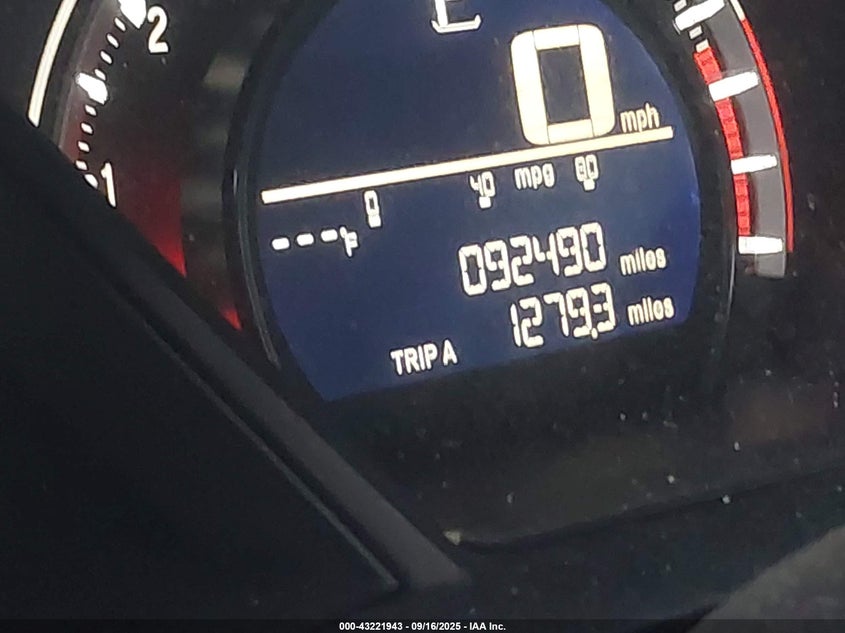 2
1
E
0 mph
0 40 mpg 80
---°F
092490 miles
TRIP A 1279.3 miles
000-43221943 - 09/16/2025 - IAA Inc.